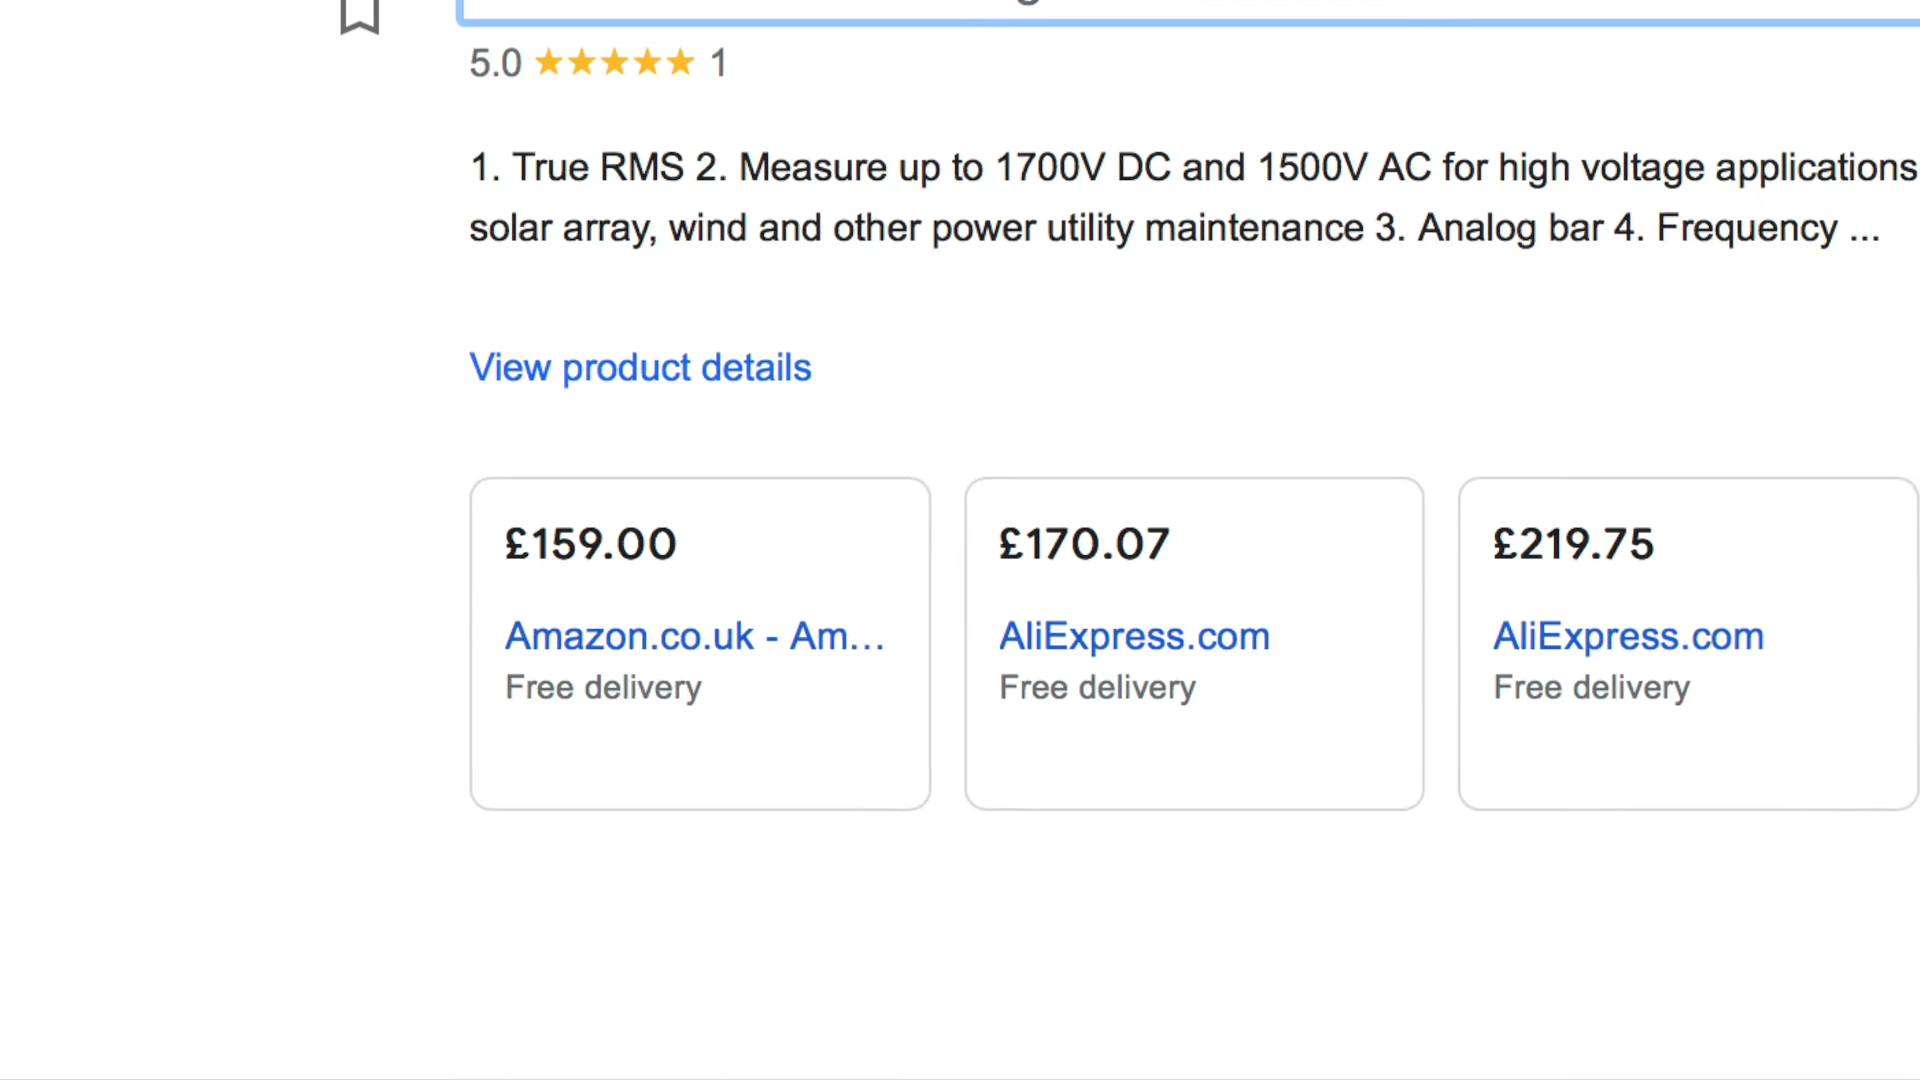 5.0 ★★★★★ 1
1. True RMS 2. Measure up to 1700V DC and 1500V AC for high voltage applications
solar array, wind and other power utility maintenance 3. Analog bar 4. Frequency ...
View product details
£159.00
Amazon.co.uk - Am...
Free delivery
£170.07
AliExpress.com
Free delivery
£219.75
AliExpress.com
Free delivery